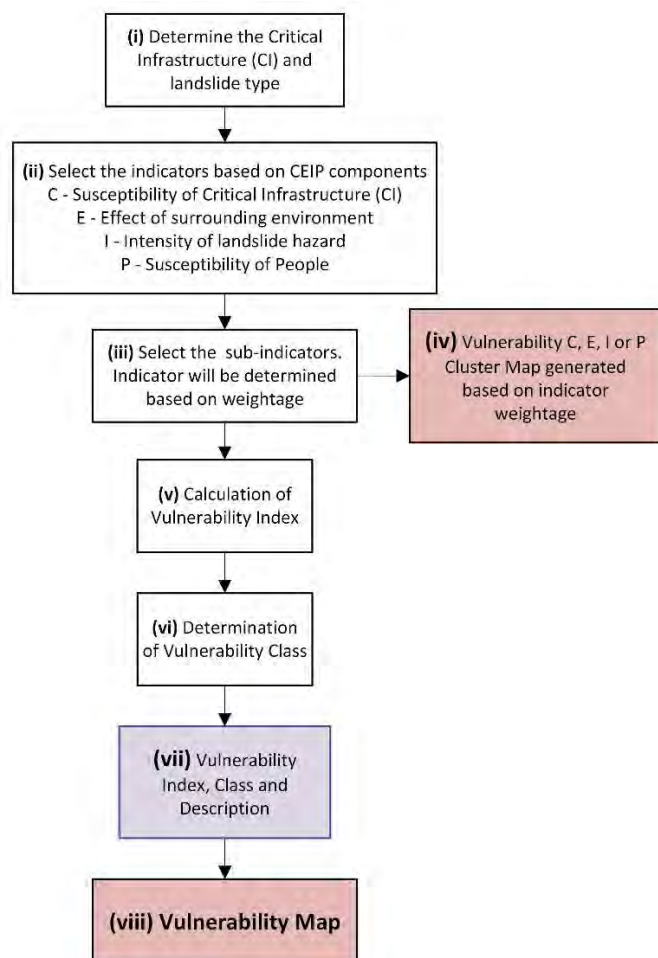 (i) Determine the Critical
Infrastructure (CI) and
landslide type
(ii) Select the indicators based on CEIP components
C - Susceptibility of Critical Infrastructure (CI)
E - Effect of surrounding environment
I - Intensity of landslide hazard
P - Susceptibility of People
(iii) Select the sub-indicators.
Indicator will be determined
based on weightage
(iv) Vulnerability C, E, I or P
Cluster Map generated
based on indicator
weightage
(v) Calculation of
Vulnerability Index
(vi) Determination
of Vulnerability Class
(vii) Vulnerability
Index, Class and
Description
(viii) Vulnerability Map